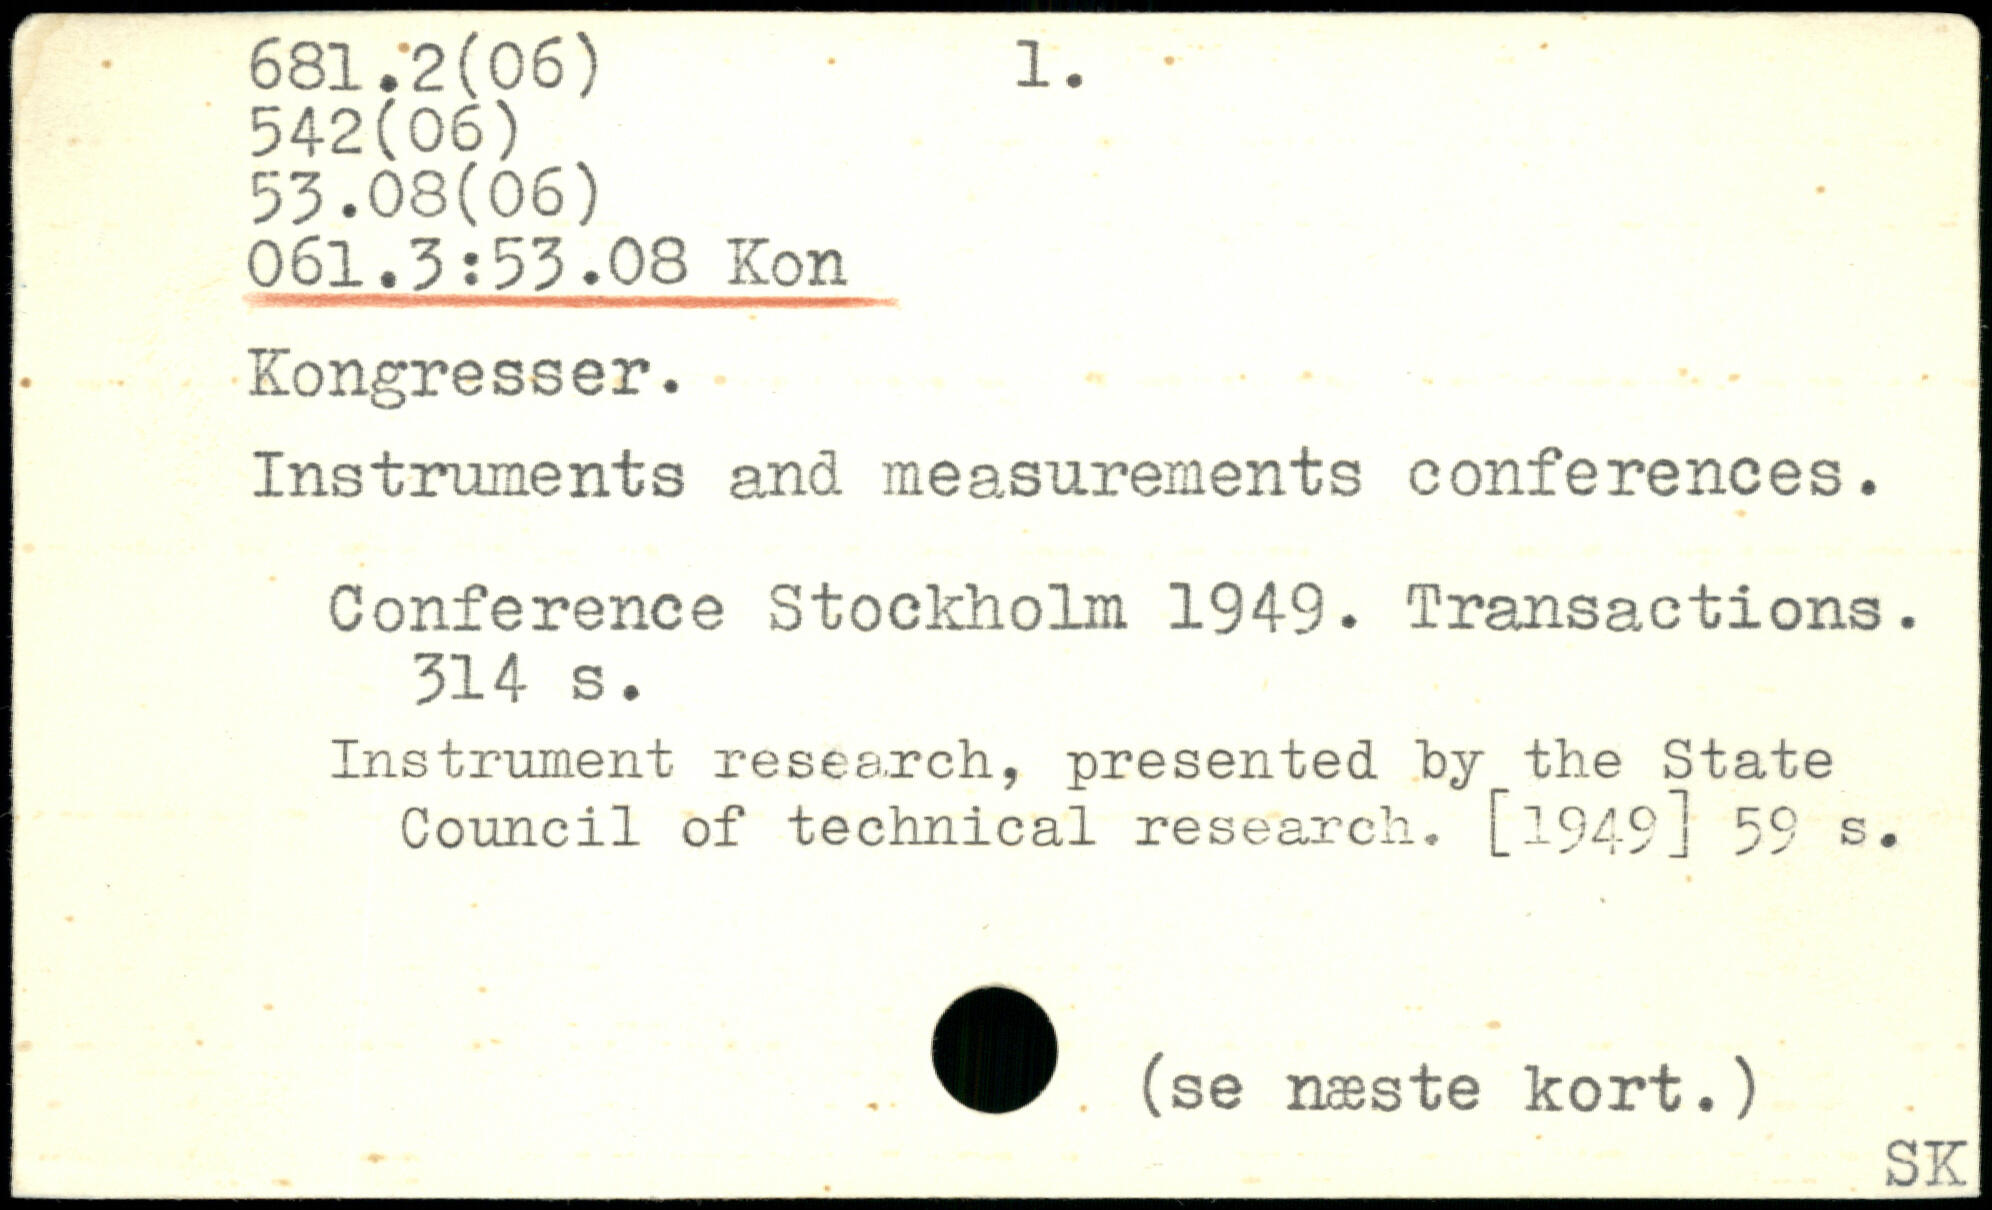 681.2(06) 1.
542(06)
53.08(06)
061.3:53.08 Kon
Kongresser.
Instruments and measurements conferences.
Conference Stockholm 1949. Transactions.
314 s.
Instrument research, presented by the State
Council of technical research. [1949] 59 s.
(se næste kort.)
SK